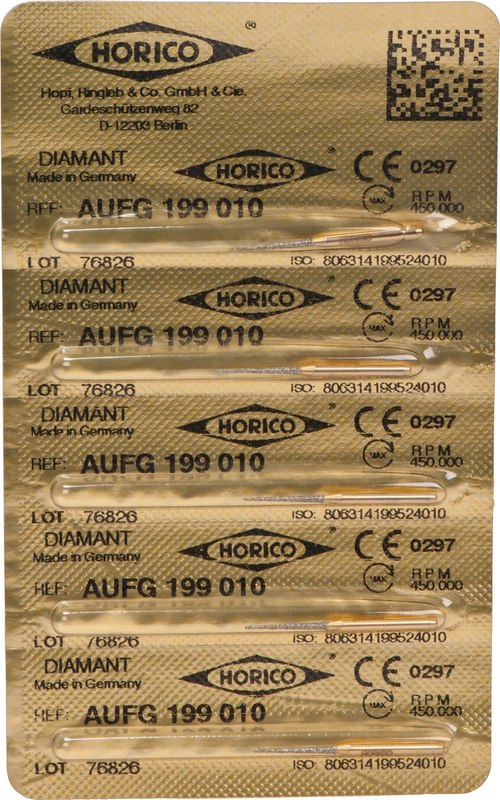 HORICO ®
Hopf, Ringleb & Co. GmbH & Cie.
Gardeschützenweg 82
D-12203 Berlin
DIAMANT HORICO ® CE 0297
Made in Germany MAX RPM 450.000
REF: AUFG 199 010
LOT 76826 ISO: 806314199524010
DIAMANT HORICO ® CE 0297
Made in Germany MAX RPM 450.000
REF: AUFG 199 010
LOT 76826 ISO: 806314199524010
DIAMANT HORICO ® CE 0297
Made in Germany MAX RPM 450.000
REF: AUFG 199 010
LOT 76826 ISO: 806314199524010
DIAMANT HORICO ® CE 0297
Made in Germany MAX RPM 450.000
REF: AUFG 199 010
LOT 76826 ISO: 806314199524010
DIAMANT HORICO ® CE 0297
Made in Germany MAX RPM 450.000
REF: AUFG 199 010
LOT 76826 ISO: 806314199524010